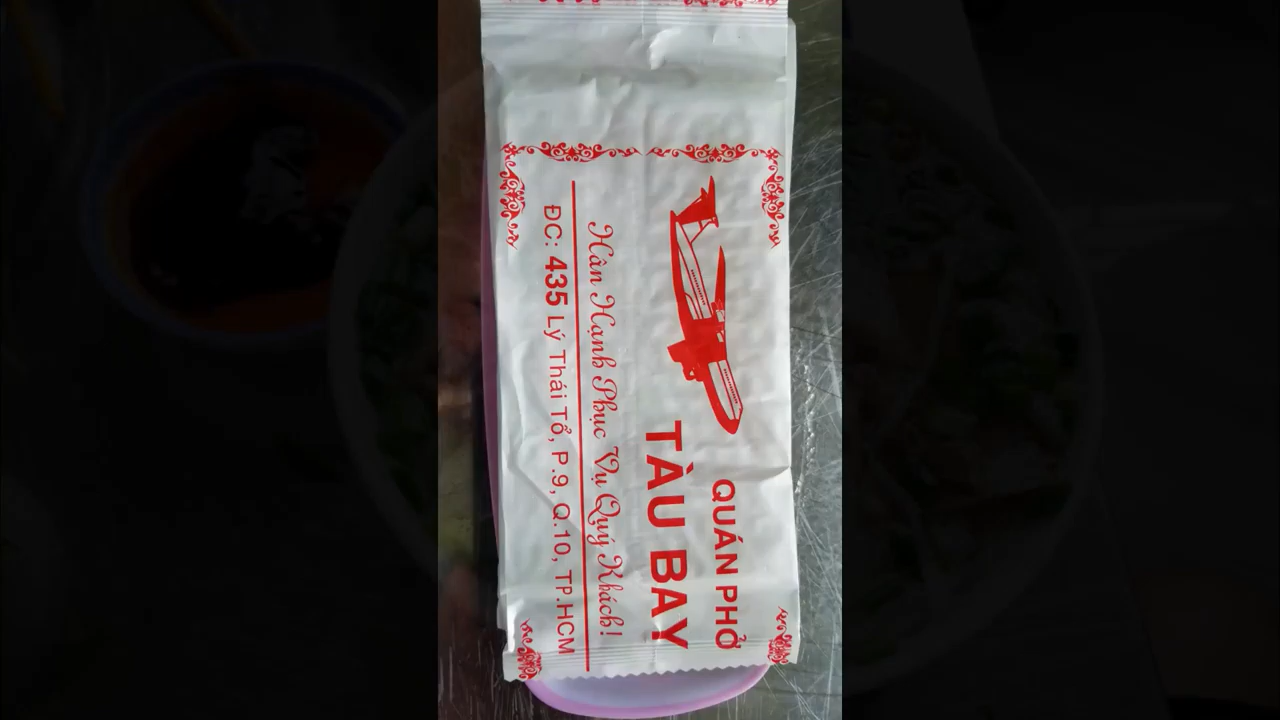 QUÁN PHỞ
TÀU BAY
Hân Hạnh Phục Vụ Quý Khách!
ĐC: 435 Lý Thái Tổ, P.9, Q.10, TP.HCM